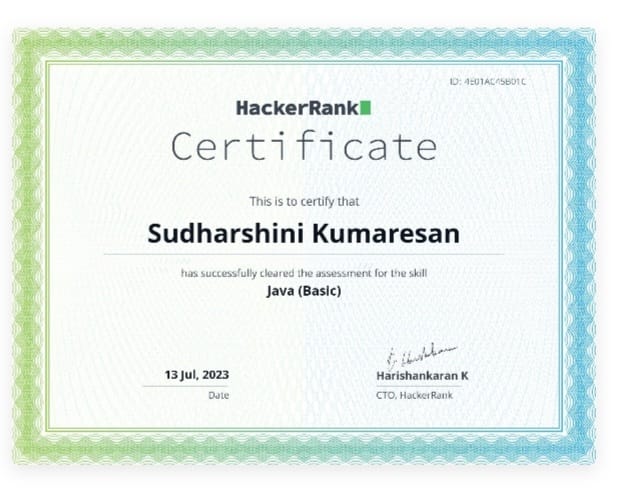 ID: 4E01AC45B01C
HackerRank
Certificate
This is to certify that
Sudharshini Kumaresan
has successfully cleared the assessment for the skill
Java (Basic)
13 Jul, 2023
Date
Harishankaran K
CTO, HackerRank